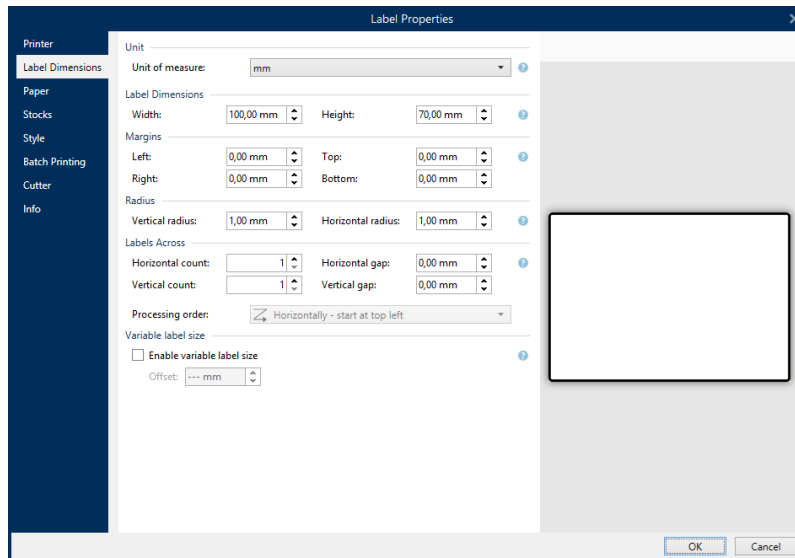 Label Properties
Printer
Label Dimensions
Paper
Stocks
Style
Batch Printing
Cutter
Info
Unit
Unit of measure: mm
Label Dimensions
Width: 100,00 mm Height: 70,00 mm
Margins
Left: 0,00 mm Top: 0,00 mm
Right: 0,00 mm Bottom: 0,00 mm
Radius
Vertical radius: 1,00 mm Horizontal radius: 1,00 mm
Labels Across
Horizontal count: 1 Horizontal gap: 0,00 mm
Vertical count: 1 Vertical gap: 0,00 mm
Processing order: Horizontally - start at top left
Variable label size
Enable variable label size
Offset: --- mm
OK Cancel